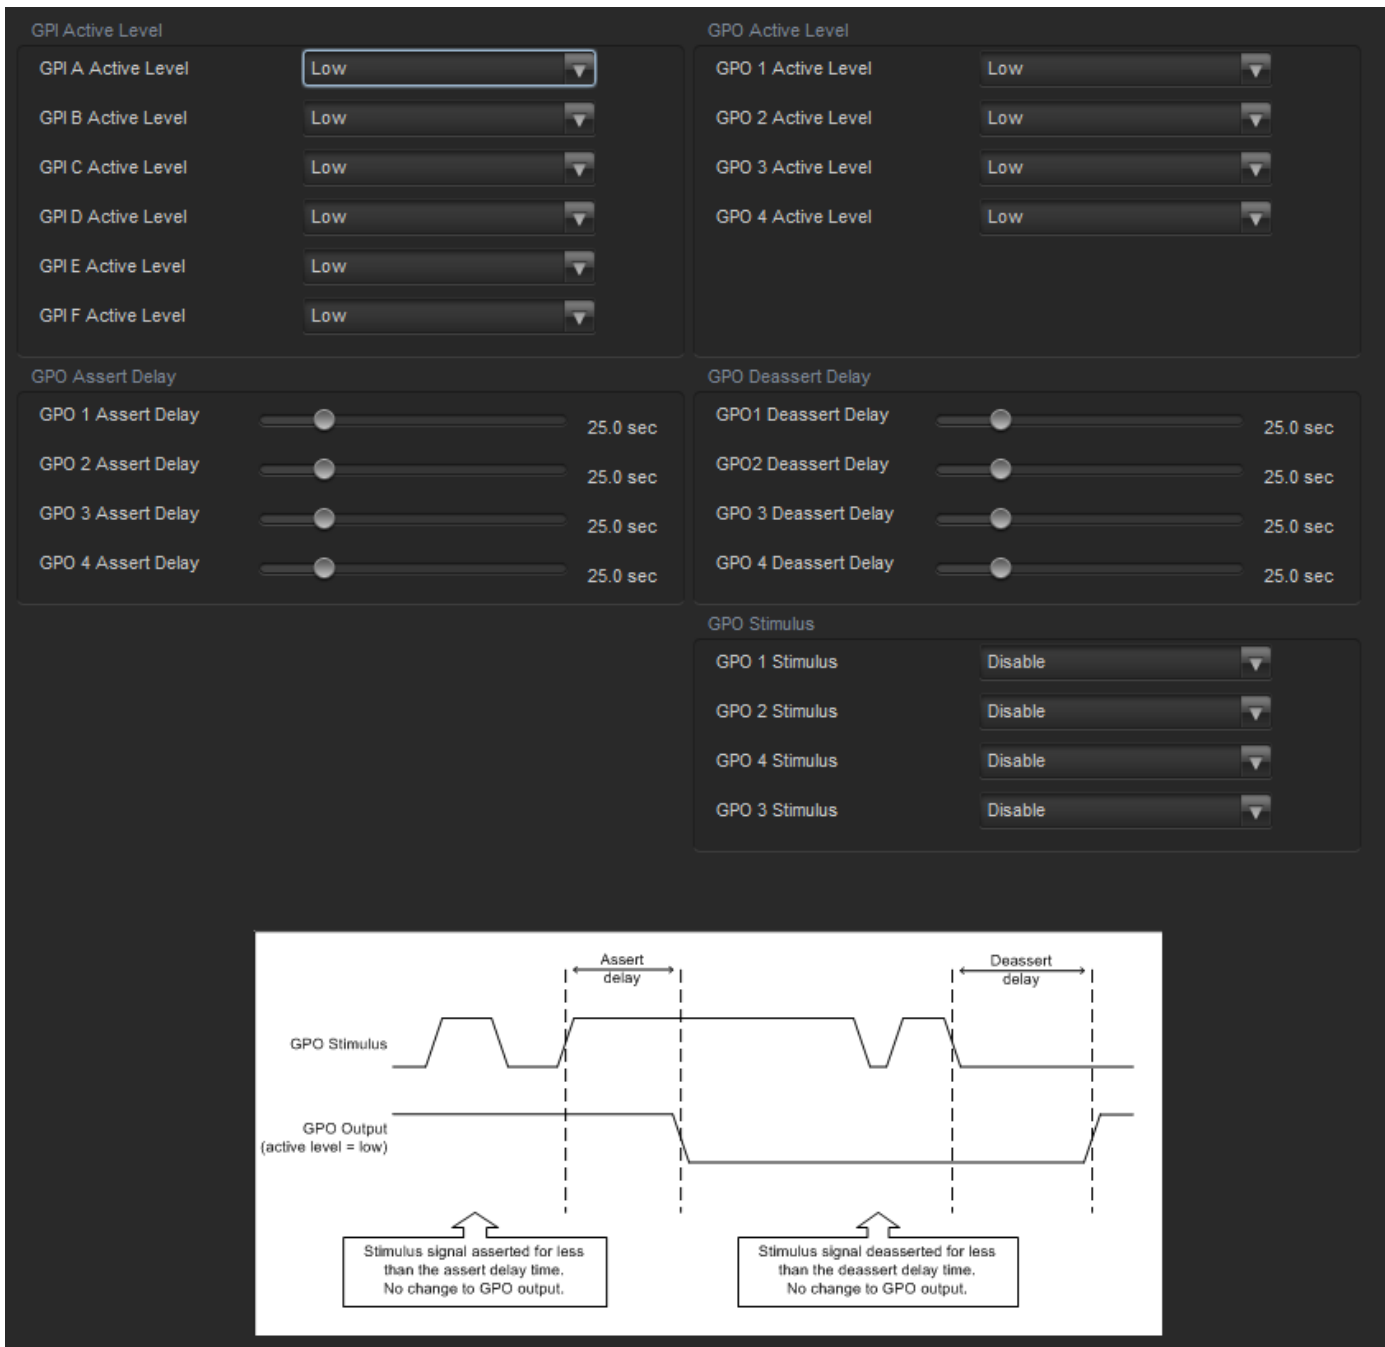 GPI Active Level
GPI A Active Level Low
GPI B Active Level Low
GPI C Active Level Low
GPI D Active Level Low
GPI E Active Level Low
GPI F Active Level Low
GPO Active Level
GPO 1 Active Level Low
GPO 2 Active Level Low
GPO 3 Active Level Low
GPO 4 Active Level Low
GPO Assert Delay
GPO 1 Assert Delay 25.0 sec
GPO 2 Assert Delay 25.0 sec
GPO 3 Assert Delay 25.0 sec
GPO 4 Assert Delay 25.0 sec
GPO Deassert Delay
GPO1 Deassert Delay 25.0 sec
GPO2 Deassert Delay 25.0 sec
GPO 3 Deassert Delay 25.0 sec
GPO 4 Deassert Delay 25.0 sec
GPO Stimulus
GPO 1 Stimulus Disable
GPO 2 Stimulus Disable
GPO 4 Stimulus Disable
GPO 3 Stimulus Disable
Assert
delay
Deassert
delay
GPO Stimulus
GPO Output
(active level = low)
Stimulus signal asserted for less
than the assert delay time.
No change to GPO output.
Stimulus signal deasserted for less
than the deassert delay time.
No change to GPO output.